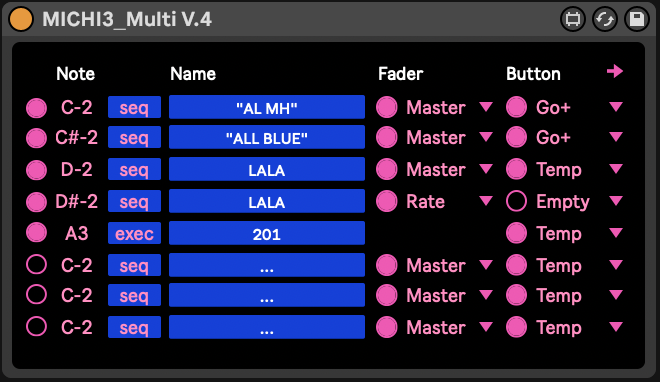 MICHI3_Multi V.4
Note Name Fader Button
C-2 seq "AL MH" Master Go+
C#-2 seq "ALL BLUE" Master Go+
D-2 seq LALA Master Temp
D#-2 seq LALA Rate Empty
A3 exec 201 Temp
C-2 seq ... Master Temp
C-2 seq ... Master Temp
C-2 seq ... Master Temp